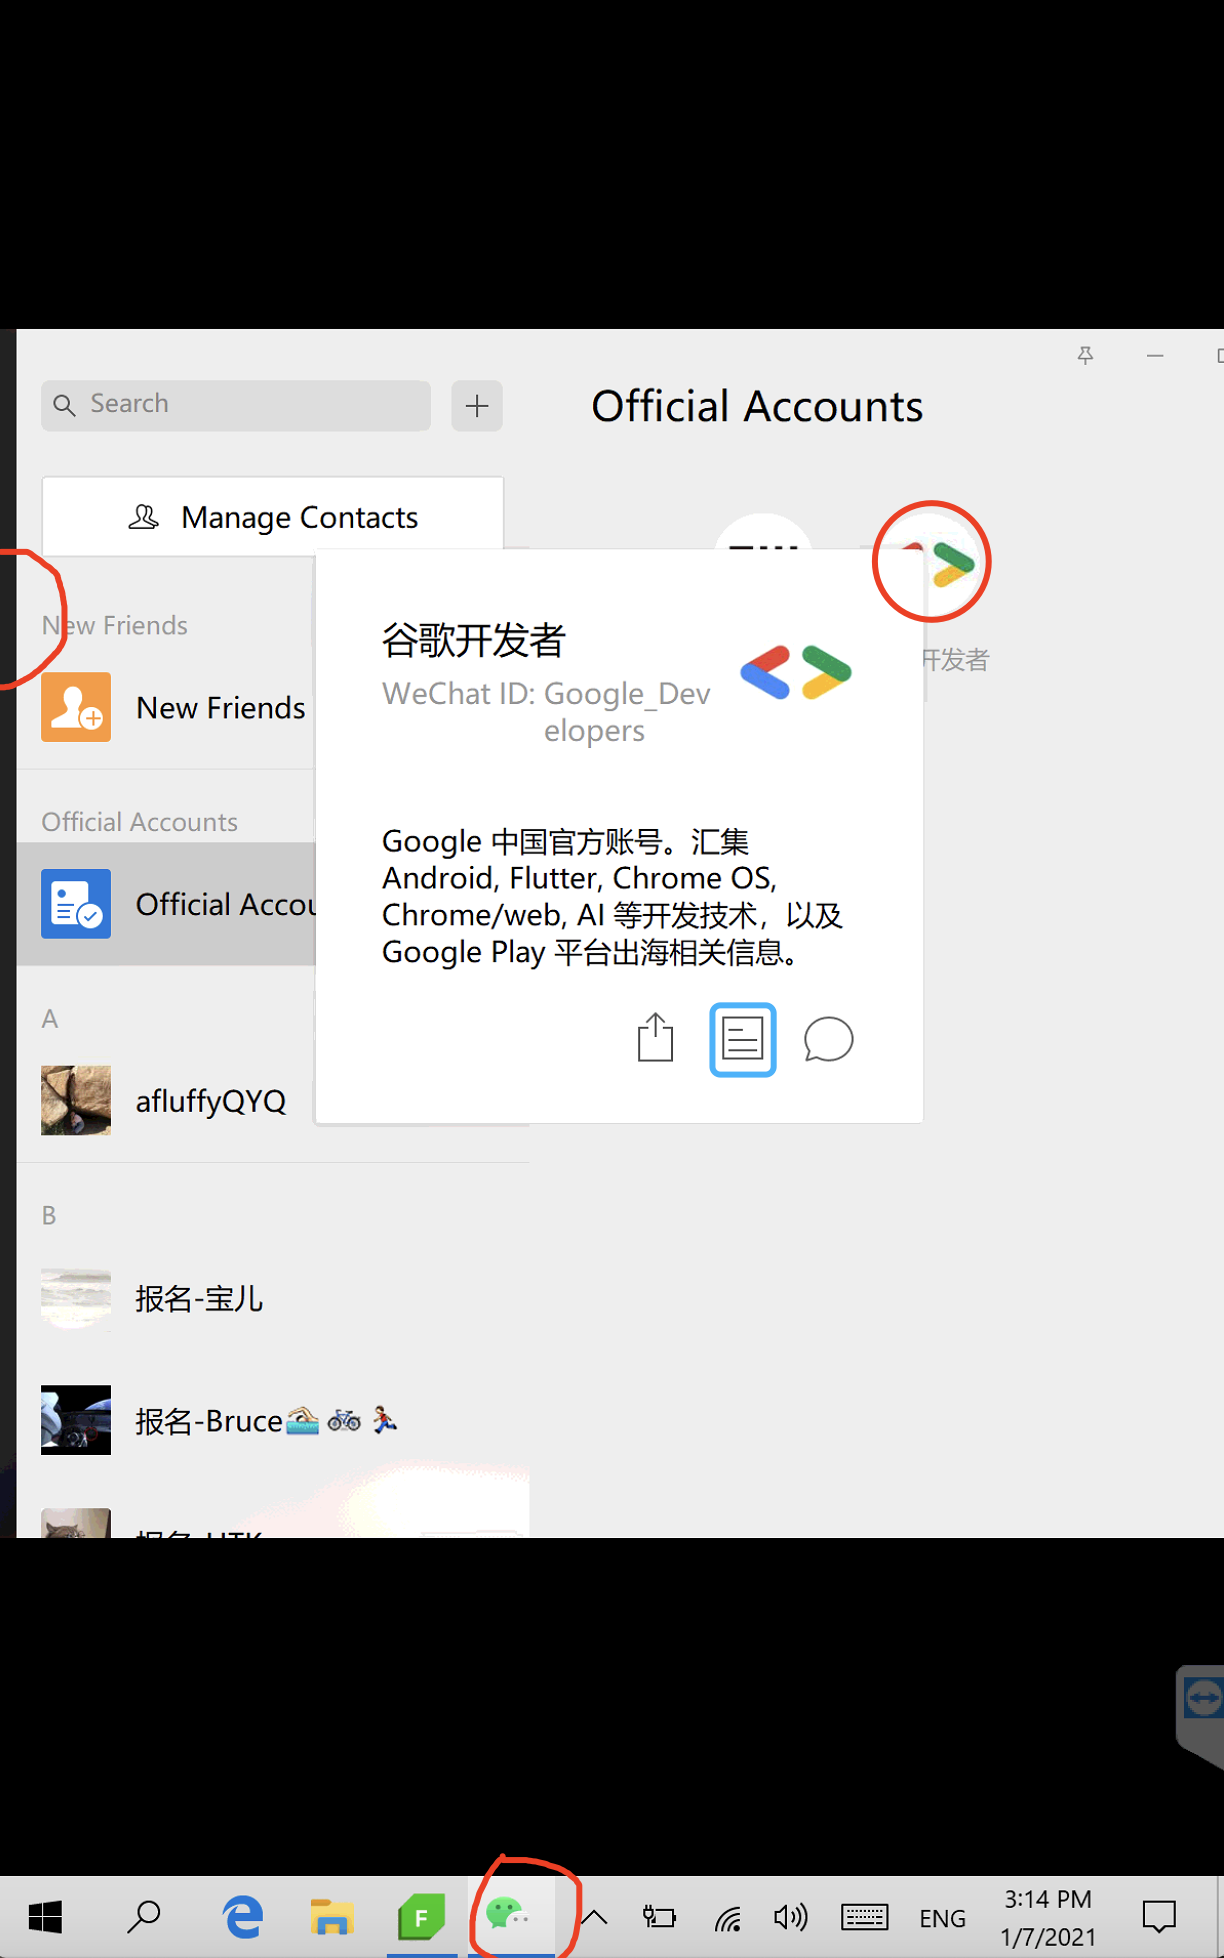 Search
Official Accounts
Manage Contacts
New Friends
New Friends
谷歌开发者
WeChat ID: Google_Dev
elopers
开发者
Official Accounts
Official Accou
Google 中国官方账号。汇集
Android, Flutter, Chrome OS,
Chrome/web, AI 等开发技术，以及
Google Play 平台出海相关信息。
A
afluffyQYQ
B
报名-宝儿
报名-Bruce🏊🚲🏃
F
ENG
3:14 PM
1/7/2021